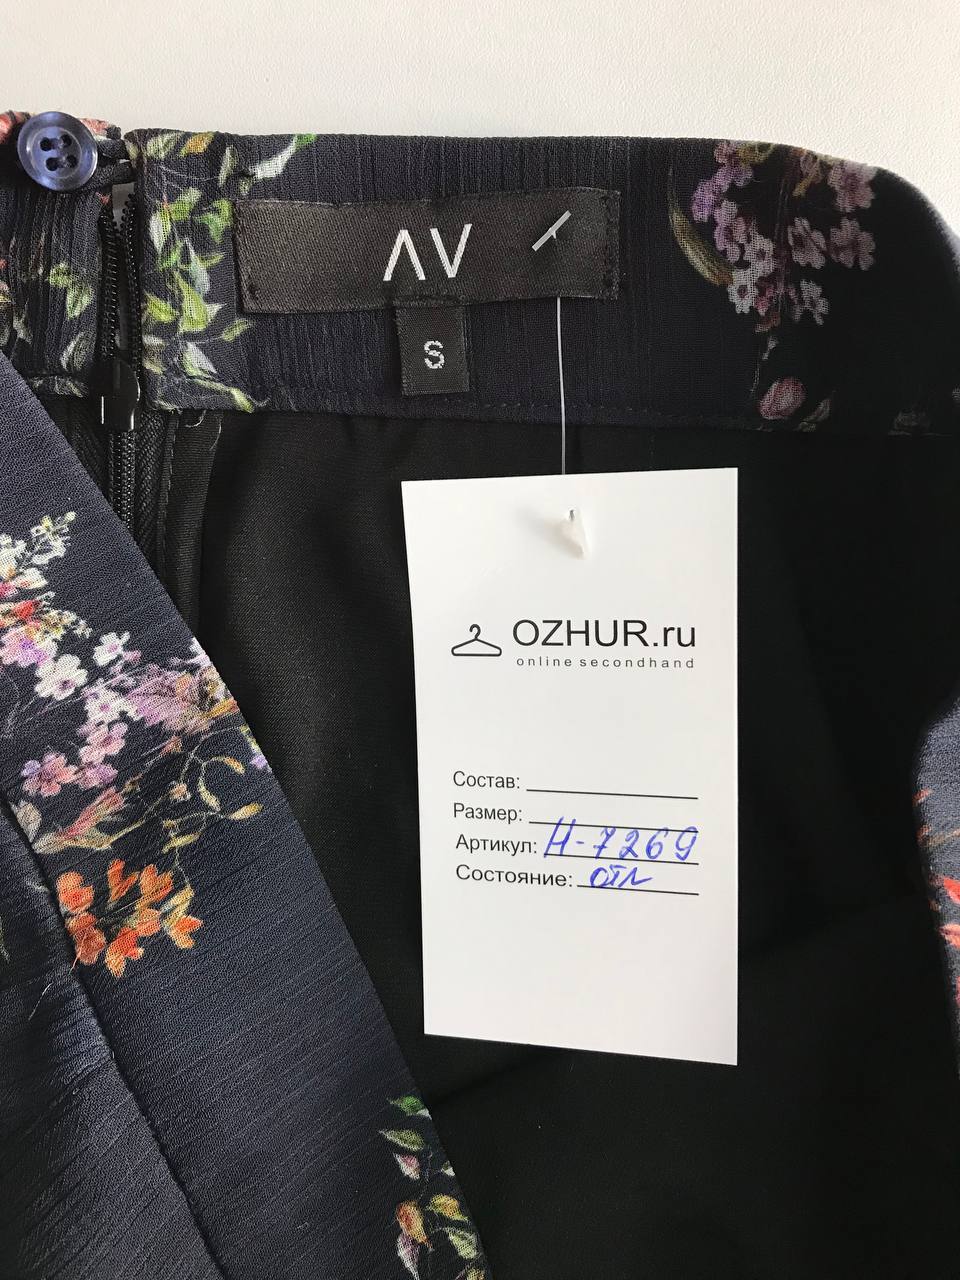 ΛV
S
OZHUR.ru
online secondhand
Состав:
Размер:
Артикул: Н-7269
Состояние: отл